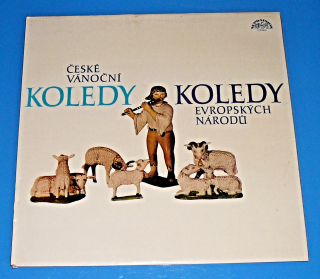 ČESKÉ
VÁNOČNÍ
KOLEDY
KOLEDY
EVROPSKÝCH
NÁRODŮ